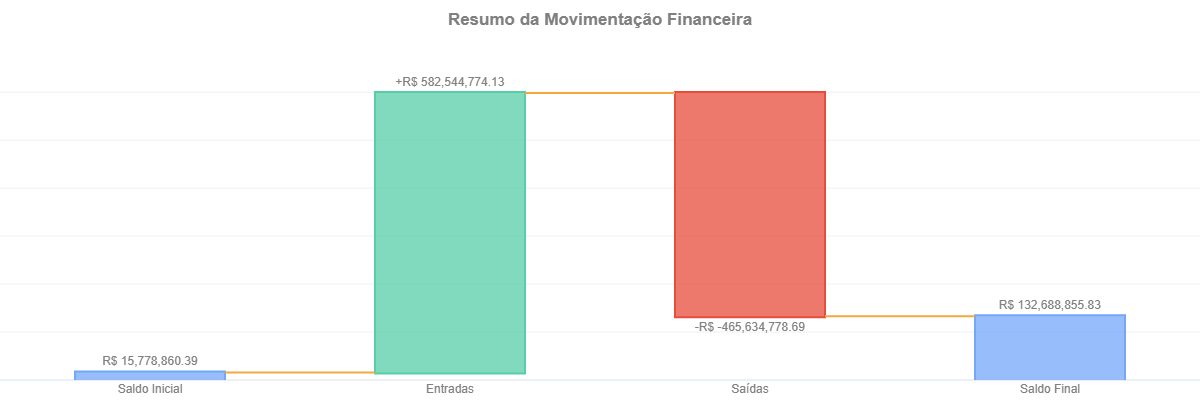 Resumo da Movimentação Financeira
+R$ 582,544,774.13
R$ 132,688,855.83
-R$ -465,634,778.69
R$ 15,778,860.39
Saldo Inicial
Entradas
Saídas
Saldo Final